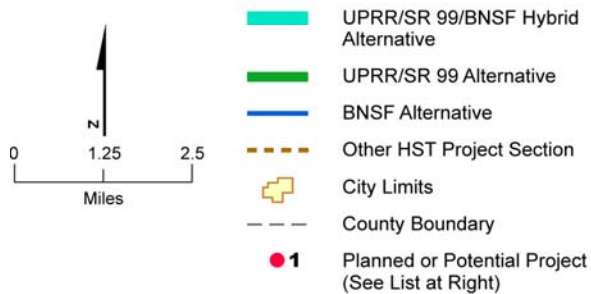 N
0 1.25 2.5
Miles
UPRR/SR 99/BNSF Hybrid
Alternative
UPRR/SR 99 Alternative
BNSF Alternative
Other HST Project Section
City Limits
County Boundary
1 Planned or Potential Project
(See List at Right)